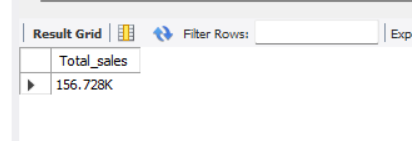 Result Grid Filter Rows: Exp
Total_sales
156.728K